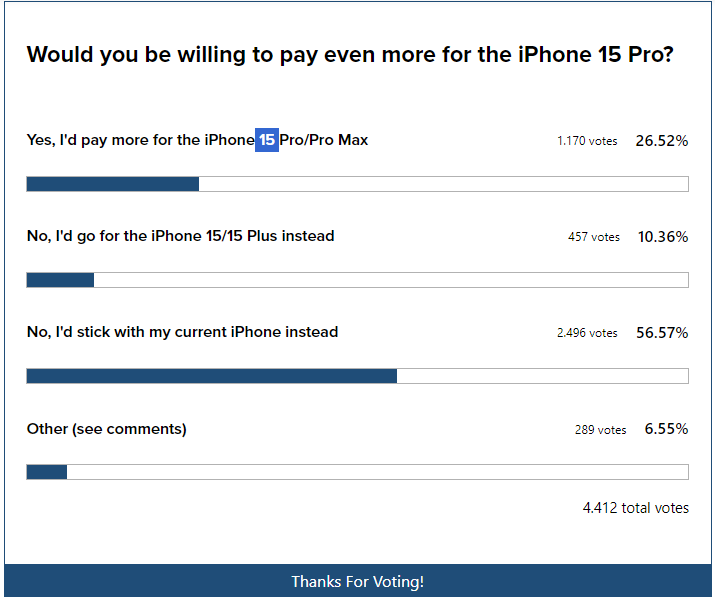 Would you be willing to pay even more for the iPhone 15 Pro?
Yes, I'd pay more for the iPhone 15 Pro/Pro Max 1.170 votes 26.52%
No, I'd go for the iPhone 15/15 Plus instead 457 votes 10.36%
No, I'd stick with my current iPhone instead 2.496 votes 56.57%
Other (see comments) 289 votes 6.55%
4.412 total votes
Thanks For Voting!